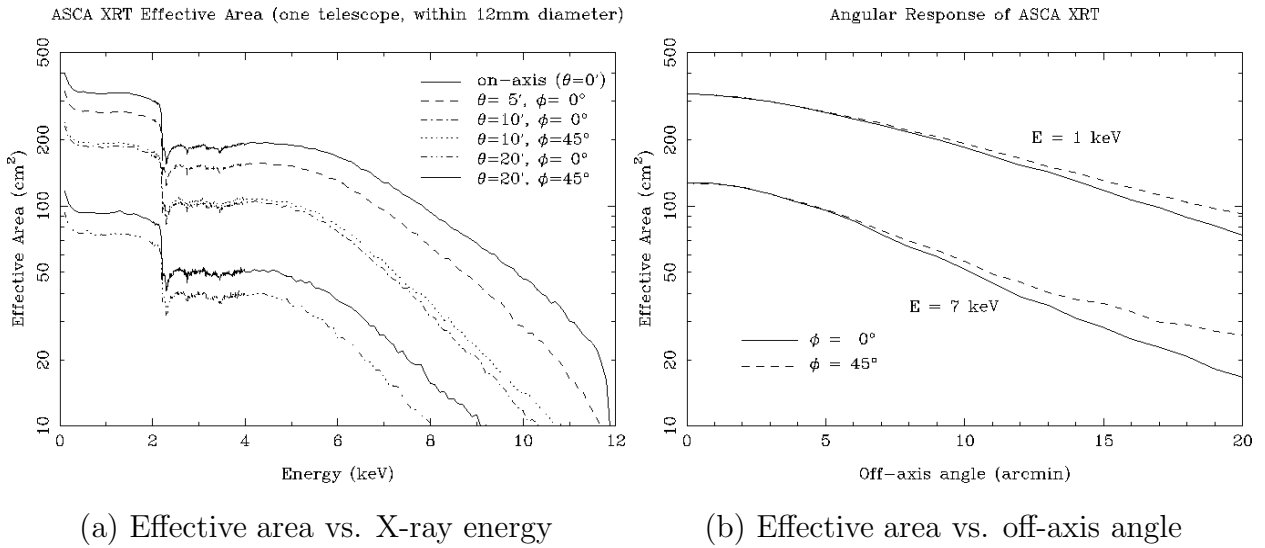 ASCA XRT Effective Area (one telescope, within 12mm diameter)
500
200
100
50
20
10
Effective Area (cm²)
on-axis (θ=0')
θ= 5', ϕ= 0°
θ=10', ϕ= 0°
θ=10', ϕ=45°
θ=20', ϕ= 0°
θ=20', ϕ=45°
0 2 4 6 8 10 12
Energy (keV)
(a) Effective area vs. X-ray energy
Angular Response of ASCA XRT
500
200
100
50
20
10
Effective Area (cm²)
E = 1 keV
E = 7 keV
ϕ = 0°
ϕ = 45°
0 5 10 15 20
Off-axis angle (arcmin)
(b) Effective area vs. off-axis angle